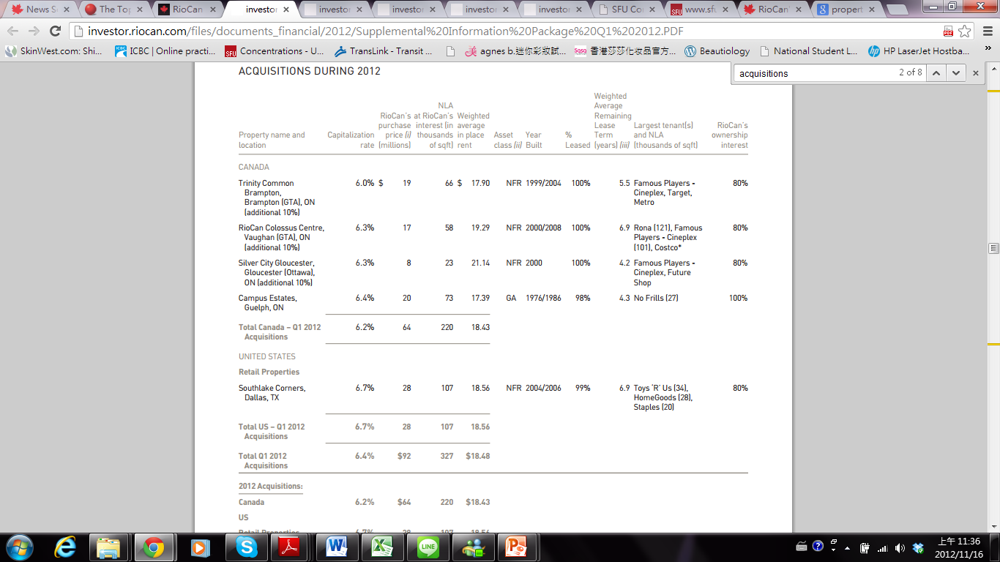 News S
The Top
RioCan
investor
investor
investor
investor
investor
SFU Co
www.sf
RioCan'
propert
investor.riocan.com/files/documents_financial/2012/Supplemental%20Information%20Package%20Q1%202012.PDF
SkinWest.com: Shi...
ICBC | Online practi...
Concentrations - U...
TransLink - Transit ...
agnes b.迷你彩妝試...
香港莎莎化妝品官方...
Beautiology
National Student L...
HP LaserJet Hostba...
»
acquisitions
2 of 8
ACQUISITIONS DURING 2012
Property name and location
Capitalization rate
RioCan's purchase price (i) (millions)
NLA at RioCan's interest (in thousands of sqft)
Weighted average in place rent
Asset class (ii)
Year Built
% Leased
Weighted Average Remaining Lease Term (years) (iii)
Largest tenant(s) and NLA (thousands of sqft)
RioCan's ownership interest
CANADA
Trinity Common 6.0% $ 19 66 $ 17.90 NFR 1999/2004 100% 5.5 Famous Players - 80%
Brampton, Cineplex, Target,
Brampton (GTA), ON Metro
(additional 10%)
RioCan Colossus Centre, 6.3% 17 58 19.29 NFR 2000/2008 100% 6.9 Rona (121), Famous 80%
Vaughan (GTA), ON Players - Cineplex
(additional 10%) (101), Costco*
Silver City Gloucester, 6.3% 8 23 21.14 NFR 2000 100% 4.2 Famous Players - 80%
Gloucester (Ottawa), Cineplex, Future
ON (additional 10%) Shop
Campus Estates, 6.4% 20 73 17.39 GA 1976/1986 98% 4.3 No Frills (27) 100%
Guelph, ON
Total Canada – Q1 2012 6.2% 64 220 18.43
Acquisitions
UNITED STATES
Retail Properties
Southlake Corners, 6.7% 28 107 18.56 NFR 2004/2006 99% 6.9 Toys 'R' Us (34), 80%
Dallas, TX HomeGoods (28),
Staples (20)
Total US – Q1 2012 6.7% 28 107 18.56
Acquisitions
Total Q1 2012 6.4% $92 327 $18.48
Acquisitions
2012 Acquisitions:
Canada 6.2% $64 220 $18.43
US
Retail Properties 6.7% 28 107 18.56
上午 11:36
2012/11/16